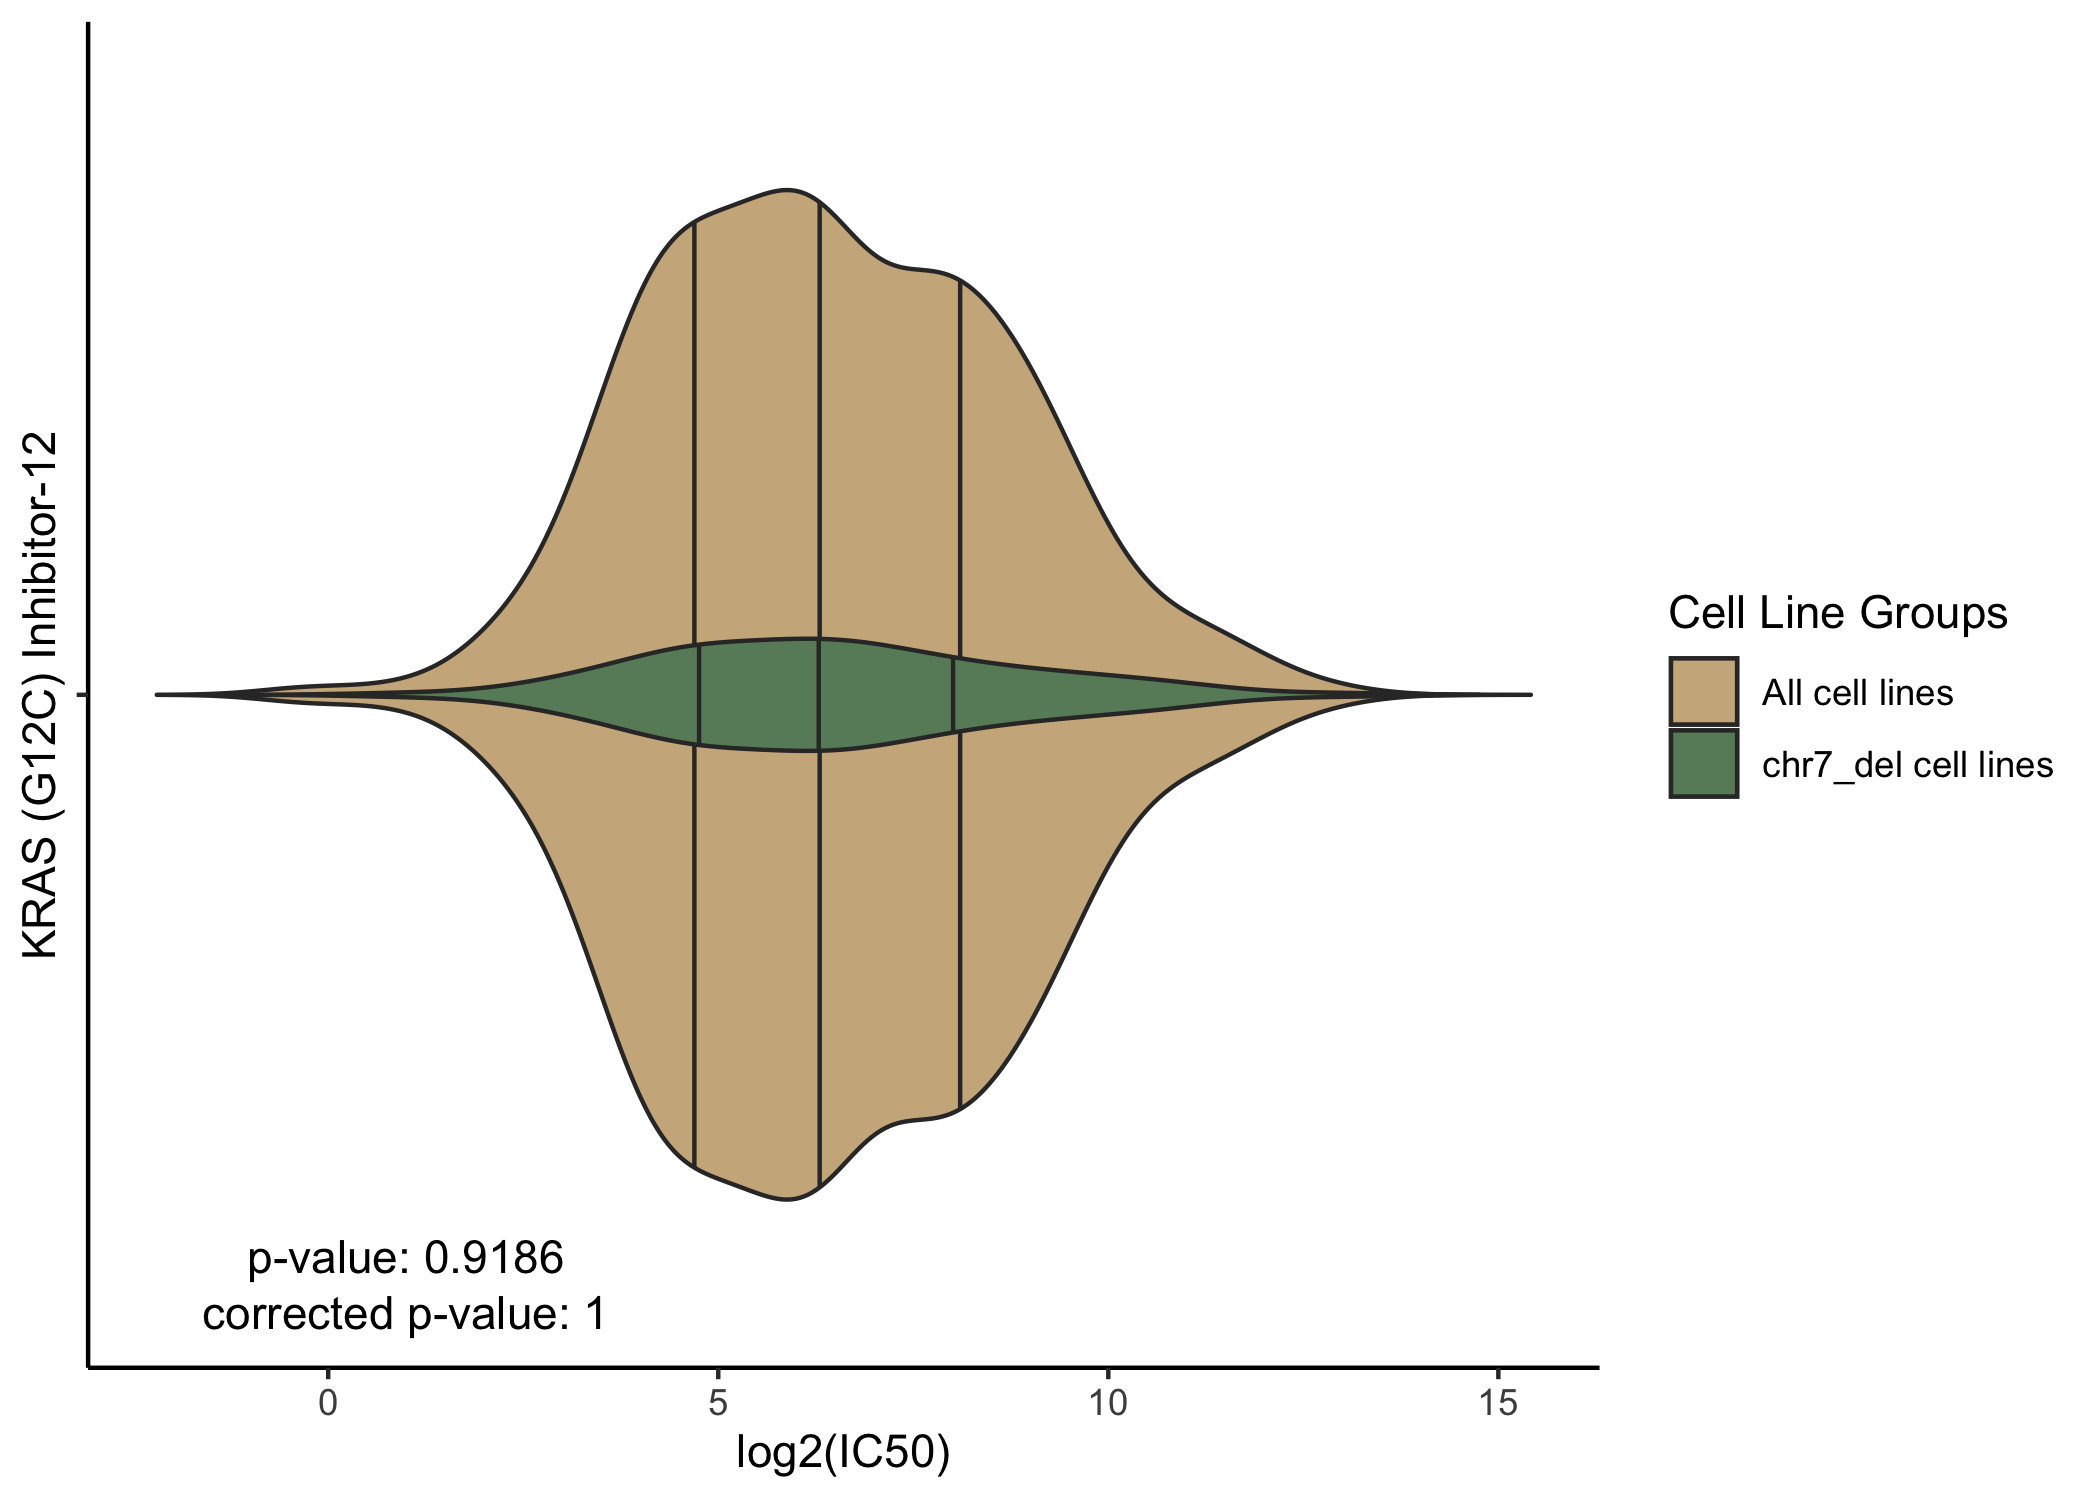 KRAS (G12C) Inhibitor-12
p-value: 0.9186
corrected p-value: 1
0 5 10 15
log2(IC50)
Cell Line Groups
All cell lines
chr7_del cell lines